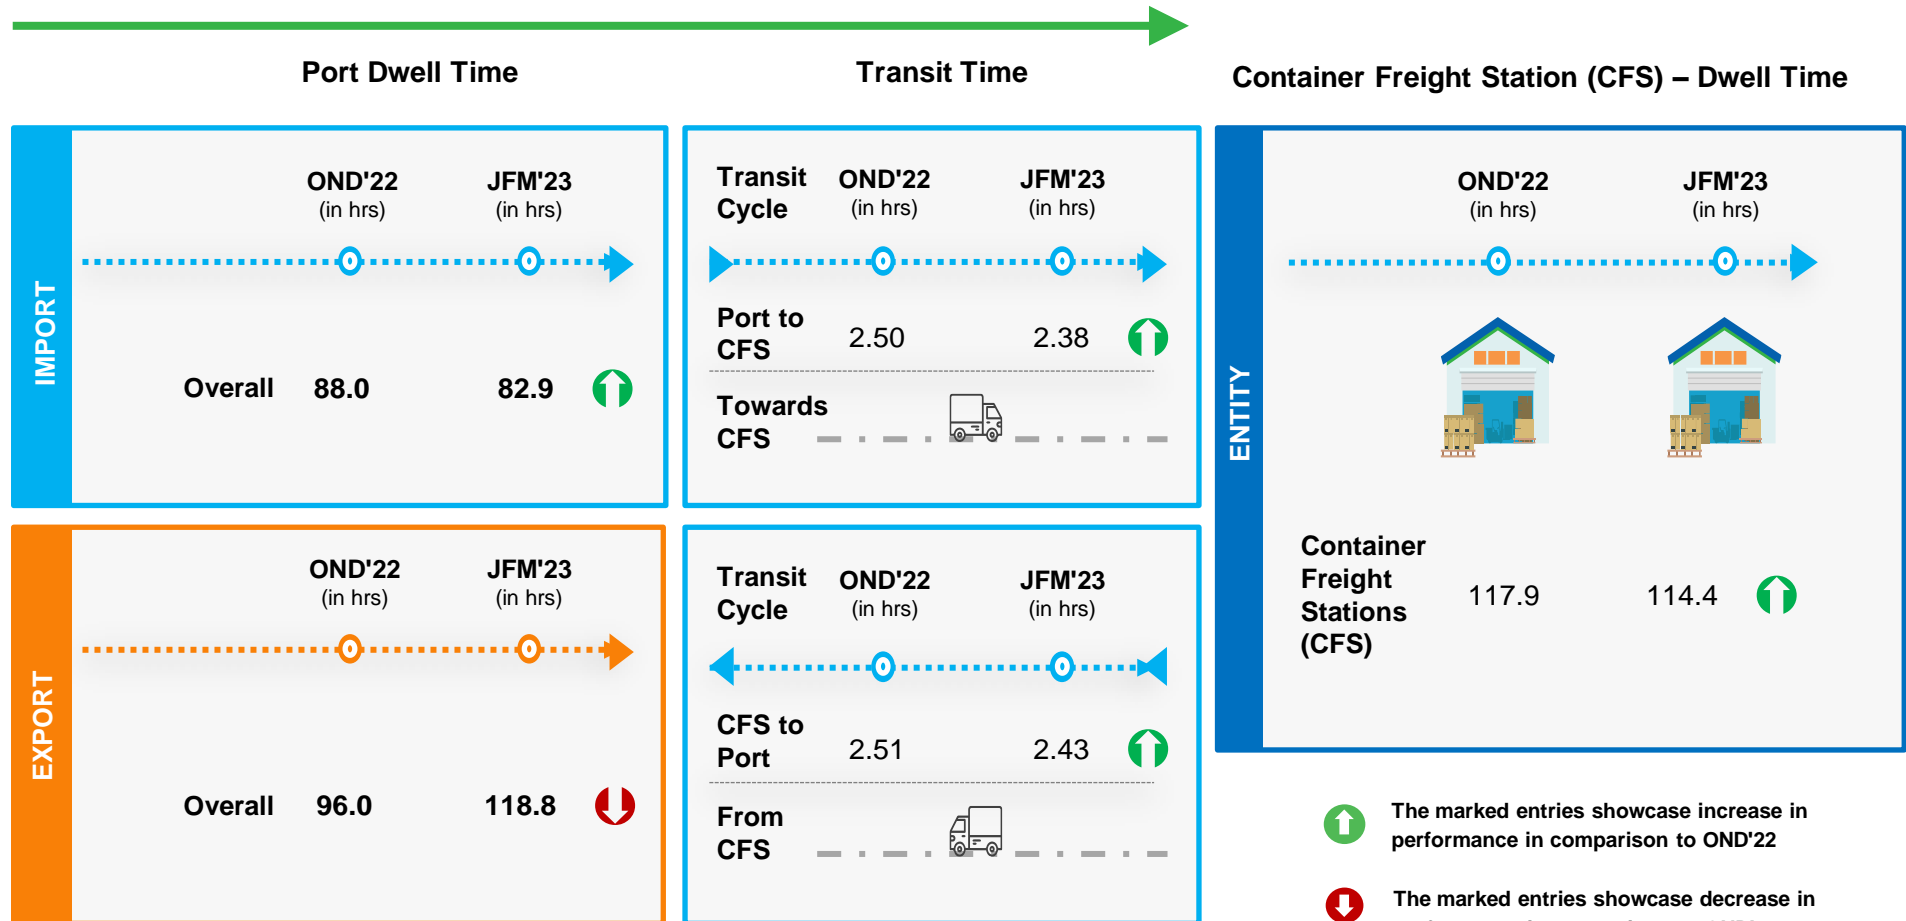 Port Dwell Time
Transit Time
Container Freight Station (CFS) – Dwell Time
IMPORT
OND'22
(in hrs)
JFM'23
(in hrs)
Overall 88.0 82.9
Transit
Cycle
OND'22
(in hrs)
JFM'23
(in hrs)
Port to
CFS
2.50 2.38
Towards
CFS
ENTITY
OND'22
(in hrs)
JFM'23
(in hrs)
Container
Freight
Stations
(CFS)
117.9 114.4
EXPORT
OND'22
(in hrs)
JFM'23
(in hrs)
Overall 96.0 118.8
Transit
Cycle
OND'22
(in hrs)
JFM'23
(in hrs)
CFS to
Port
2.51 2.43
From
CFS
The marked entries showcase increase in
performance in comparison to OND'22
The marked entries showcase decrease in